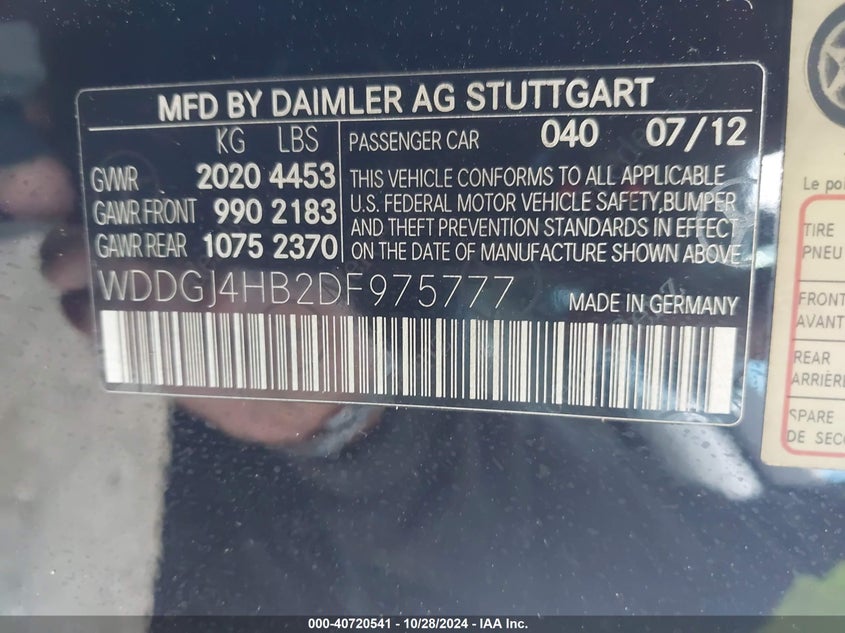 MFD BY DAIMLER AG STUTTGART
KG LBS
GVWR 2020 4453
GAWR FRONT 990 2183
GAWR REAR 1075 2370
PASSENGER CAR 040 07/12
THIS VEHICLE CONFORMS TO ALL APPLICABLE
U.S. FEDERAL MOTOR VEHICLE SAFETY,BUMPER
AND THEFT PREVENTION STANDARDS IN EFFECT
ON THE DATE OF MANUFACTURE SHOWN ABOVE
WDDGJ4HB2DF975777
MADE IN GERMANY
Le
TIRE
PNEU
FRONT
AVANT
REAR
ARRIÈRE
SPARE
DE
000-40720541 - 10/28/2024 - IAA Inc.